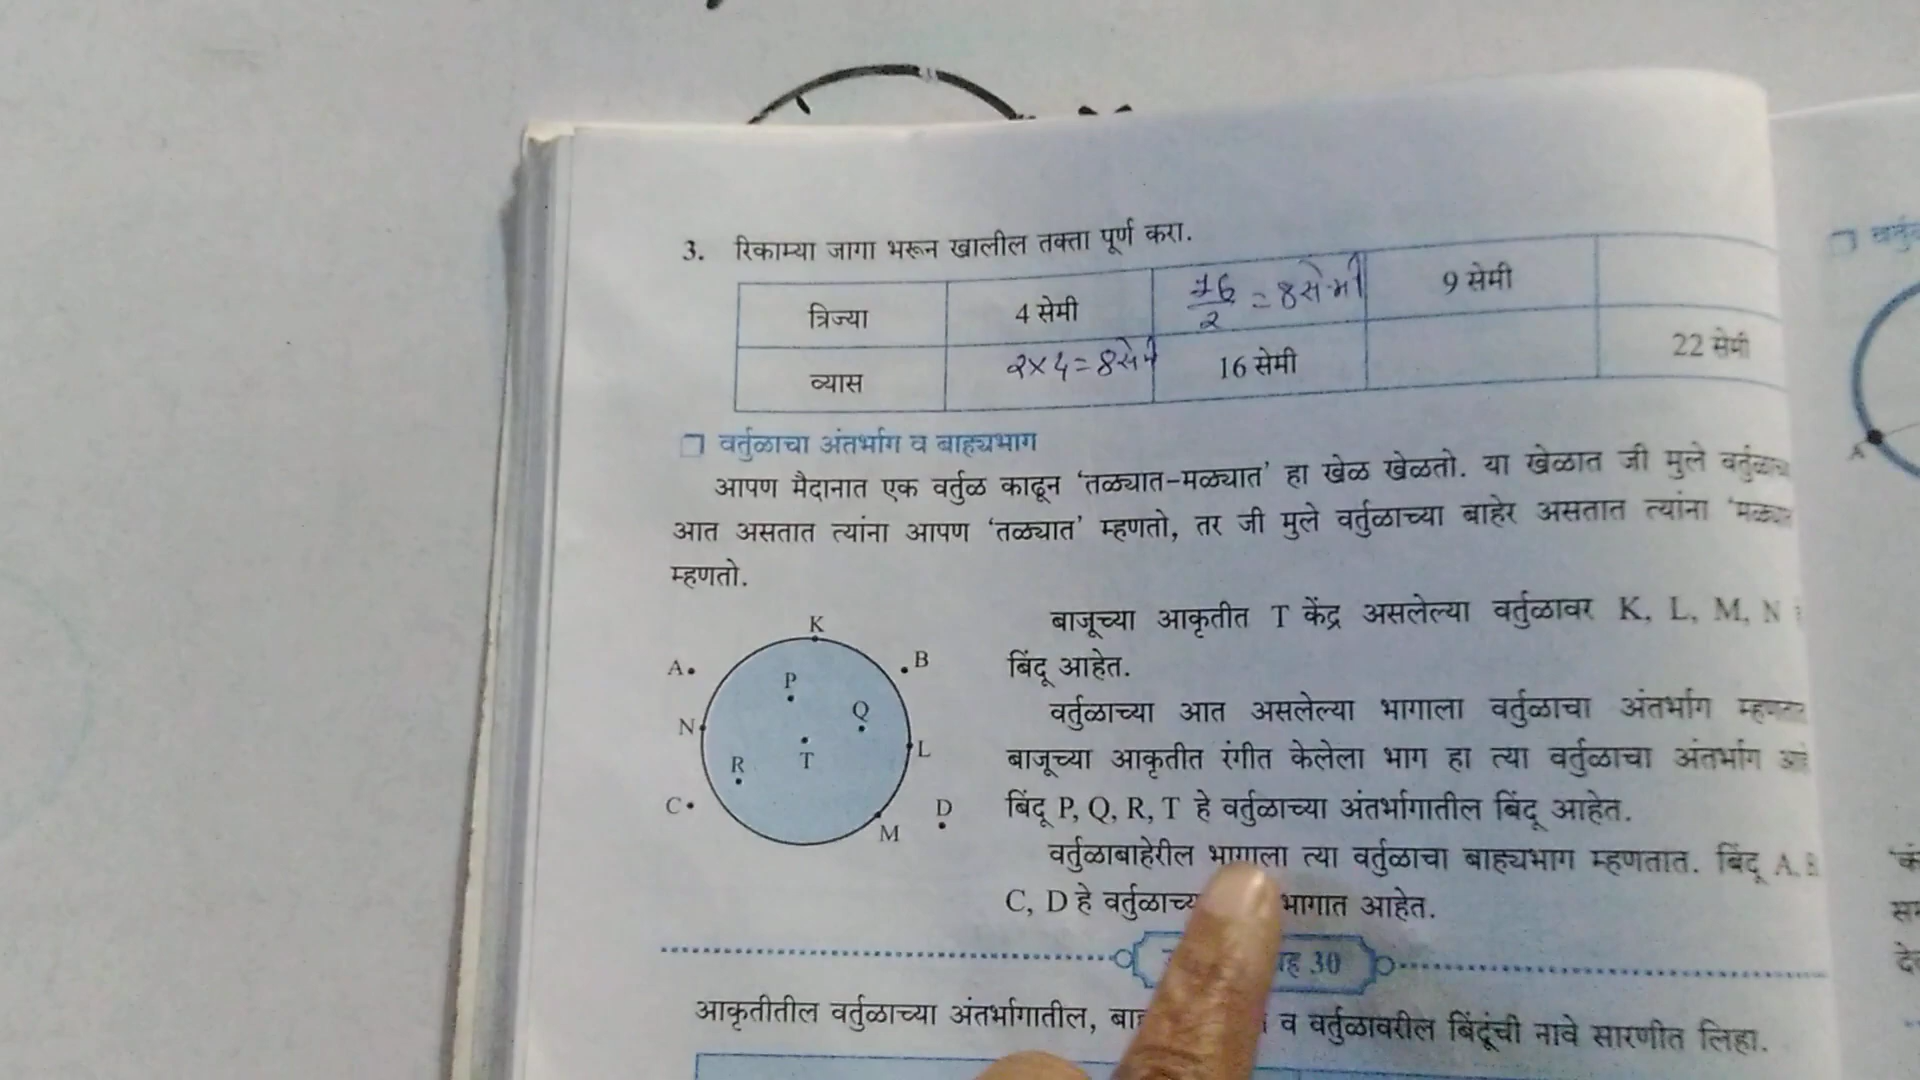 3. रिकाम्या जागा भरून खालील तक्ता पूर्ण करा.
त्रिज्या 4 सेमी 16/2 = 8 सेमी 9 सेमी
व्यास 2×4=8सेमी 16 सेमी 22 सेमी
वर्तुळाचा अंतर्भाग व बाह्यभाग
आपण मैदानात एक वर्तुळ काढून ‘तळ्यात-मळ्यात’ हा खेळ खेळतो. या खेळात जी मुले
आत असतात त्यांना आपण ‘तळ्यात’ म्हणतो, तर जी मुले वर्तुळाच्या बाहेर असतात त्यांना
म्हणतो.
K
A
B
P
Q
N
L
R
T
C
D
M
बाजूच्या आकृतीत T केंद्र असलेल्या वर्तुळावर K, L, M, N
बिंदू आहेत.
वर्तुळाच्या आत असलेल्या भागाला वर्तुळाचा अंतर्भाग
बाजूच्या आकृतीत रंगीत केलेला भाग हा त्या वर्तुळाचा अंतर्भाग
बिंदू P, Q, R, T हे वर्तुळाच्या अंतर्भागातील बिंदू आहेत.
वर्तुळाबाहेरील भागाला त्या वर्तुळाचा बाह्यभाग म्हणतात. बिंदू A,
C, D हे भागात आहेत.
30
आकृतीतील वर्तुळाच्या अंतर्भागातील, व वर्तुळावरील बिंदूंची नावे सारणीत लिहा.
A